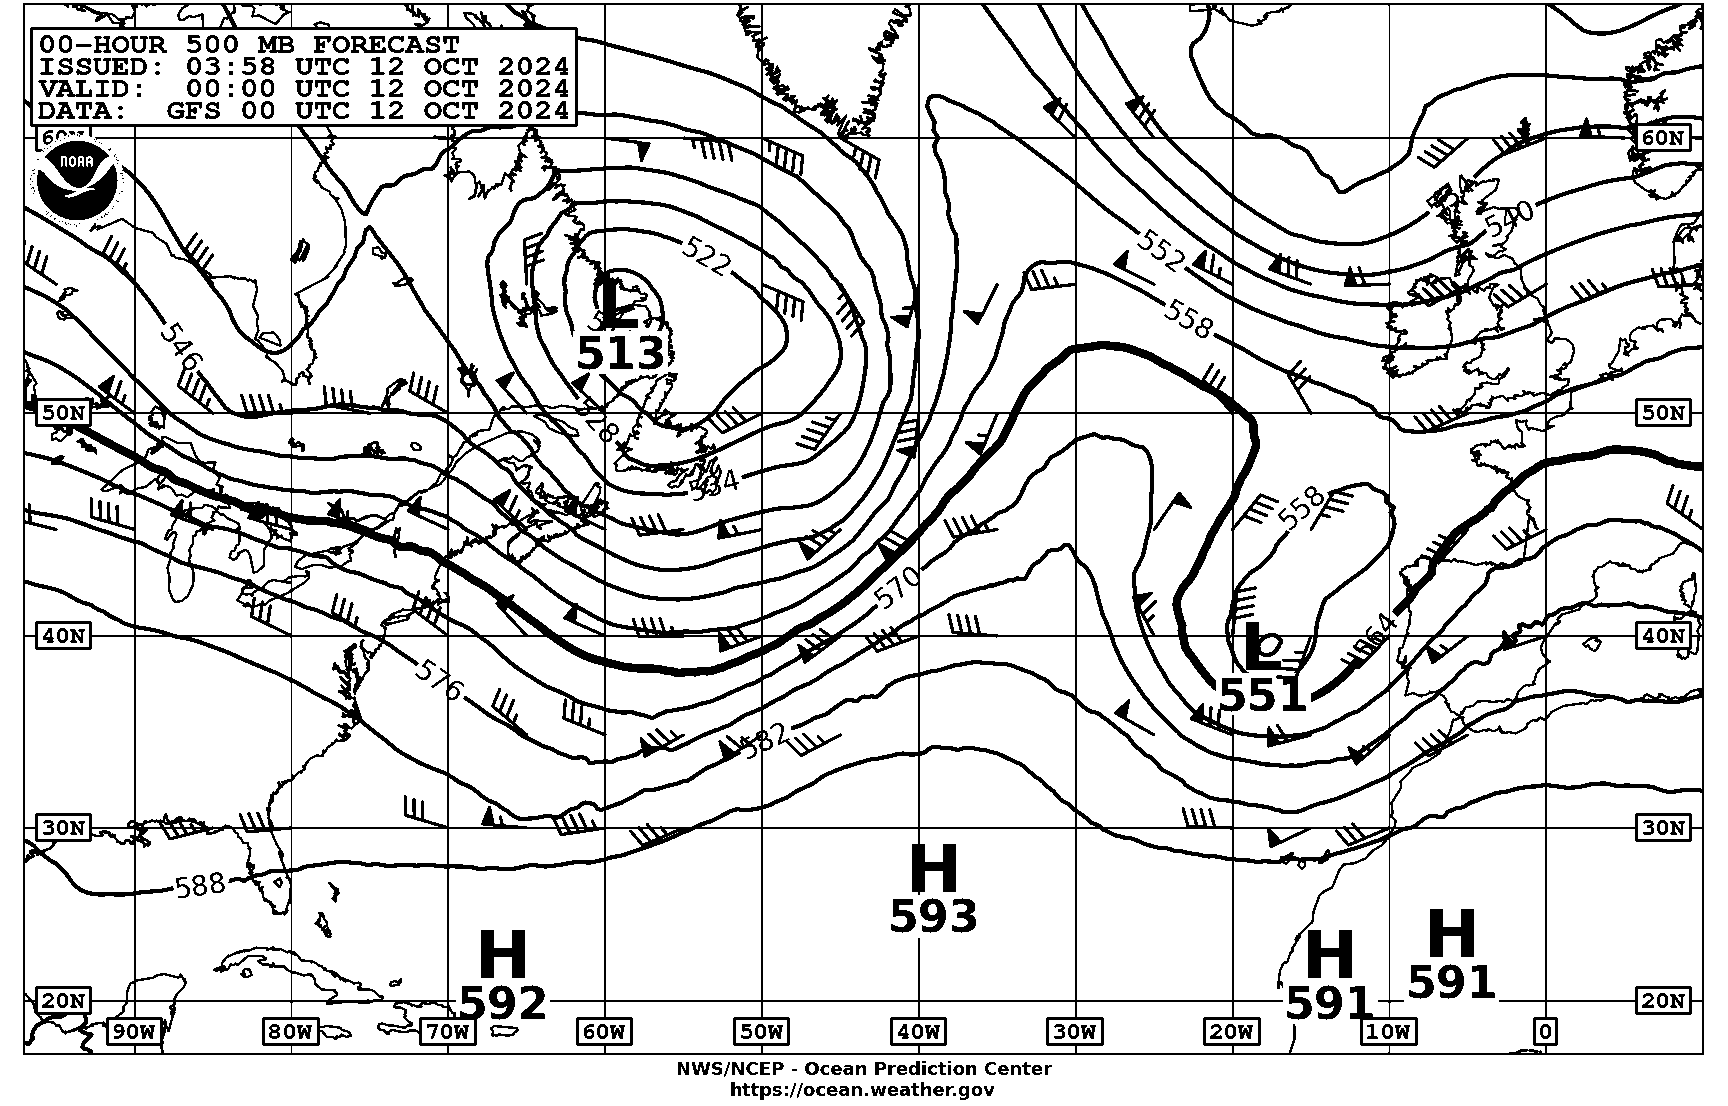 00-HOUR 500 MB FORECAST
ISSUED: 03:58 UTC 12 OCT 2024
VALID: 00:00 UTC 12 OCT 2024
DATA: GFS 00 UTC 12 OCT 2024
60N
NOAA
60N
540
522
552
L
513
558
546
50N
50N
528
534
558
570
40N
L
40N
564
576
551
582
30N
30N
H
588
593
H
H
H
592
591
591
20N
20N
90W
80W
70W
60W
50W
40W
30W
20W
10W
0
NWS/NCEP - Ocean Prediction Center
https://ocean.weather.gov